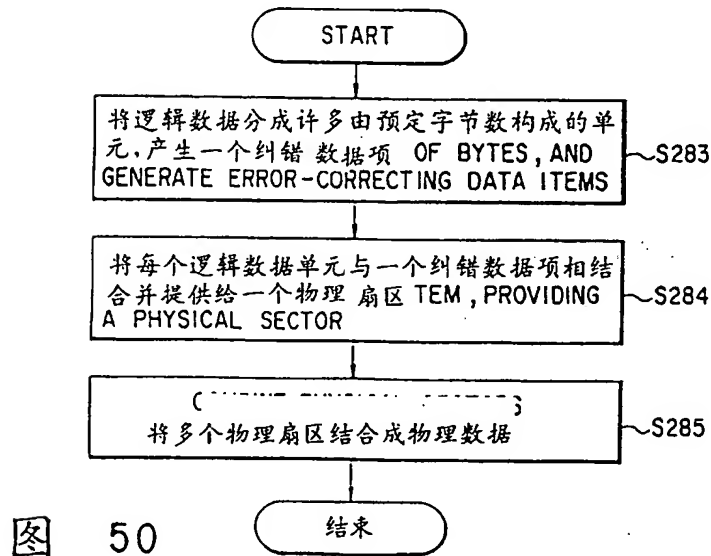 START
将逻辑数据分成许多由预定字节数构成的单
元,产生一个纠错数据项 OF BYTES, AND
GENERATE ERROR-CORRECTING DATA ITEMS
S283
将每个逻辑数据单元与一个纠错数据项相结
合并提供给一个物理扇区 TEM, PROVIDING
A PHYSICAL SECTOR
S284
将多个物理扇区结合成物理数据
S285
结束
图 50